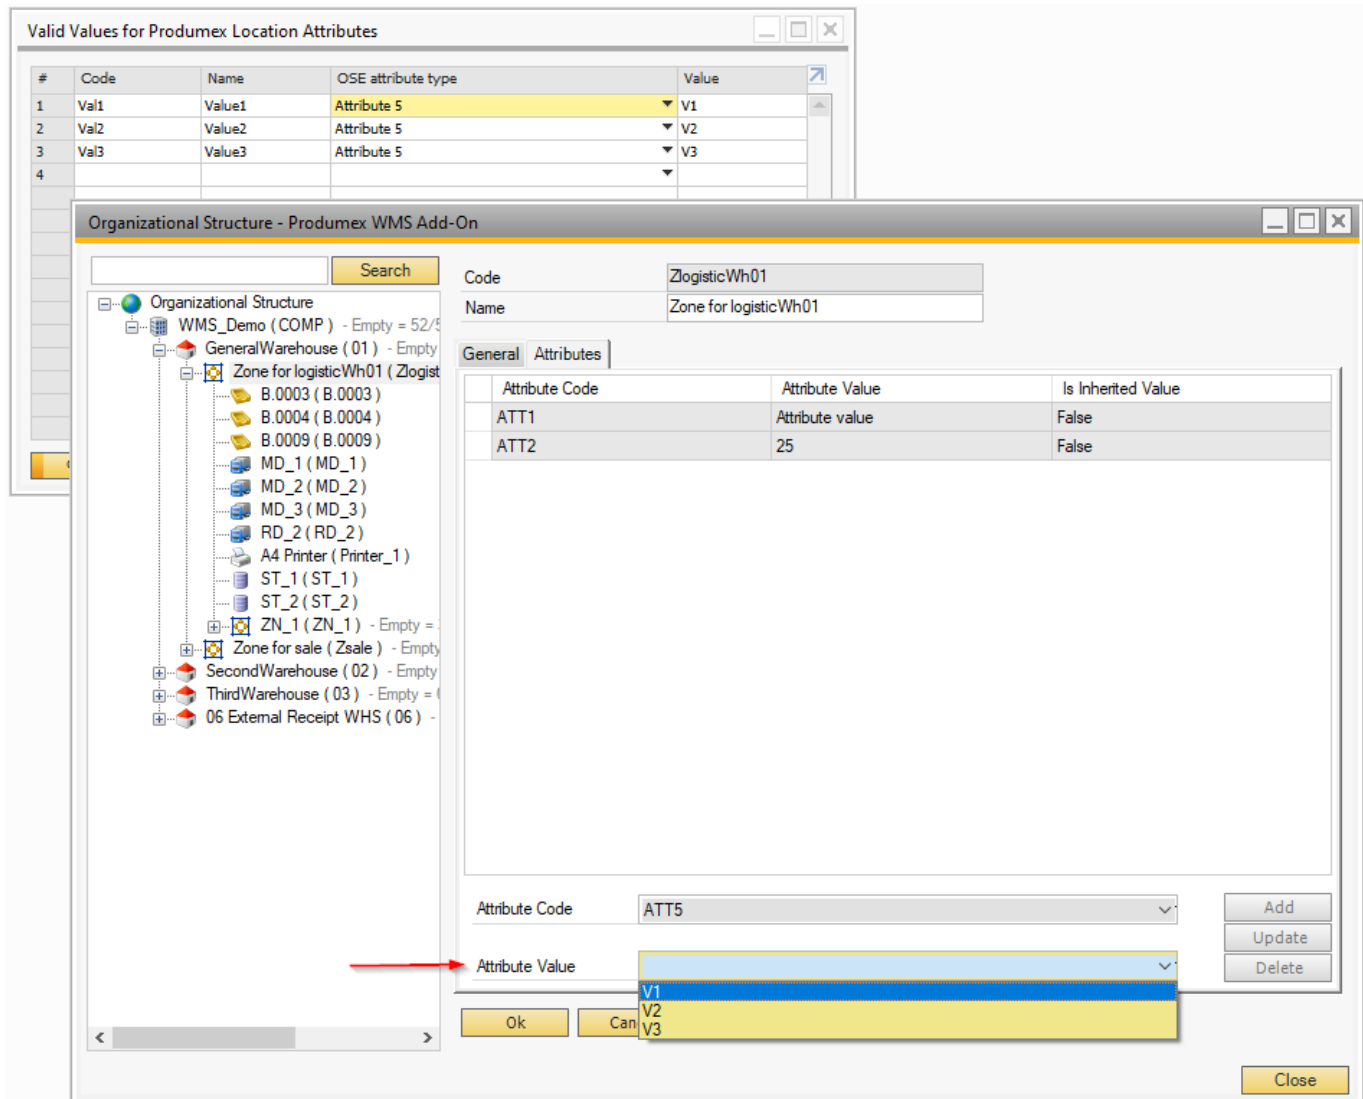 Valid Values for Produmex Location Attributes
# Code Name OSE attribute type Value
1 Val1 Value1 Attribute 5 V1
2 Val2 Value2 Attribute 5 V2
3 Val3 Value3 Attribute 5 V3
4
Organizational Structure - Produmex WMS Add-On
Search
Code ZlogisticWh01
Name Zone for logisticWh01
Organizational Structure
WMS_Demo ( COMP ) - Empty = 52/5
GeneralWarehouse ( 01 ) - Empty
Zone for logisticWh01 ( Zlogist
B.0003 ( B.0003 )
B.0004 ( B.0004 )
B.0009 ( B.0009 )
MD_1 ( MD_1 )
MD_2 ( MD_2 )
MD_3 ( MD_3 )
RD_2 ( RD_2 )
A4 Printer ( Printer_1 )
ST_1 ( ST_1 )
ST_2 ( ST_2 )
ZN_1 ( ZN_1 ) - Empty =
Zone for sale ( Zsale ) - Empty
SecondWarehouse ( 02 ) - Empty
ThirdWarehouse ( 03 ) - Empty =
06 External Receipt WHS ( 06 ) -
General Attributes
Attribute Code Attribute Value Is Inherited Value
ATT1 Attribute value False
ATT2 25 False
Attribute Code ATT5
Add
Update
Attribute Value
Delete
V1
V2
V3
Ok Can
Close